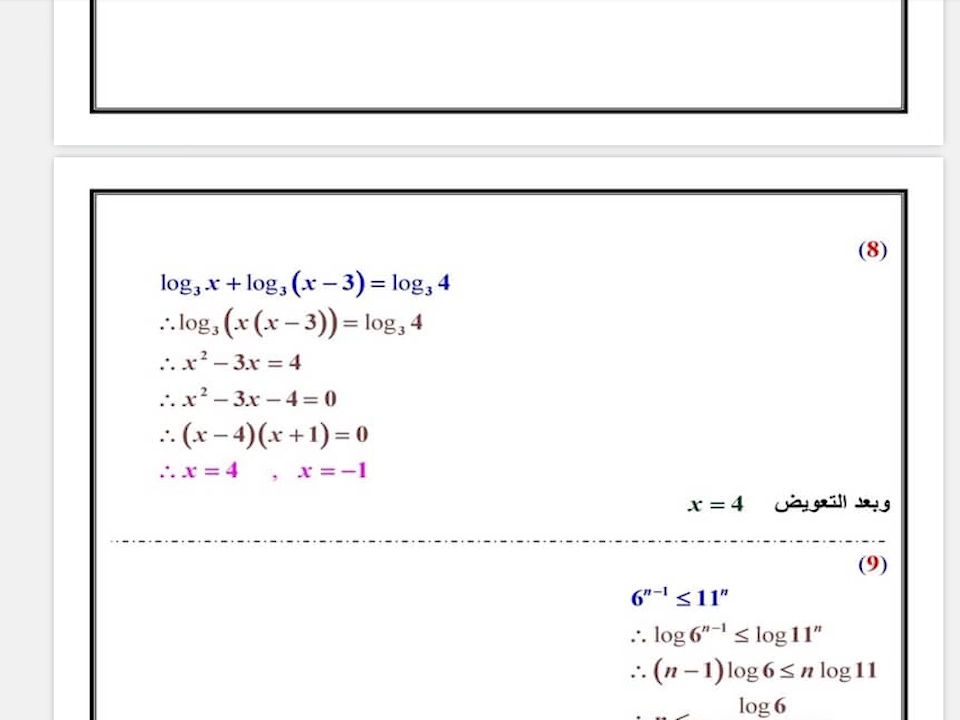 (8)
log₃ x + log₃ (x − 3) = log₃ 4
∴ log₃ (x (x − 3)) = log₃ 4
∴ x² − 3x = 4
∴ x² − 3x − 4 = 0
∴ (x − 4)(x + 1) = 0
∴ x = 4 , x = −1
وبعد التعويض x = 4
(9)
6ⁿ⁻¹ ≤ 11ⁿ
∴ log 6ⁿ⁻¹ ≤ log 11ⁿ
∴ (n − 1) log 6 ≤ n log 11
log 6